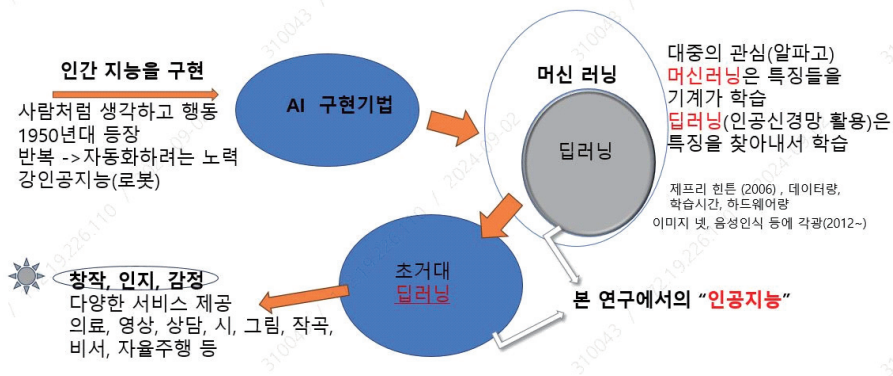 인간 지능을 구현
사람처럼 생각하고 행동
1950년대 등장
반복 ->자동화하려는 노력
강인공지능(로봇)
AI 구현기법
머신 러닝
딥러닝
대중의 관심(알파고)
머신러닝은 특징들을
기계가 학습
딥러닝(인공신경망 활용)은
특징을 찾아내서 학습
제프리 힌튼 (2006) , 데이터량,
학습시간, 하드웨어량
이미지 넷, 음성인식 등에 각광(2012~)
초거대
딥러닝
본 연구에서의 “인공지능”
창작, 인지, 감정
다양한 서비스 제공
의료, 영상, 상담, 시, 그림, 작곡,
비서, 자율주행 등